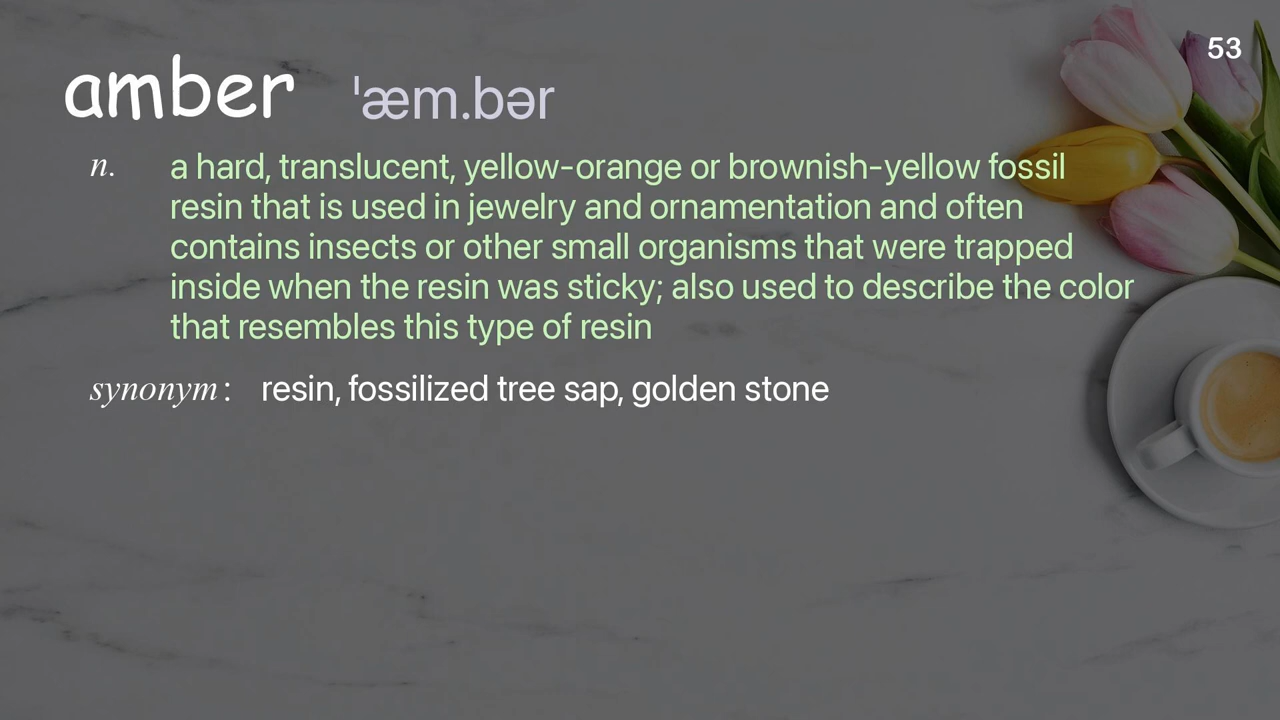 53
amber ˈæm.bər
n. a hard, translucent, yellow-orange or brownish-yellow fossil
resin that is used in jewelry and ornamentation and often
contains insects or other small organisms that were trapped
inside when the resin was sticky; also used to describe the color
that resembles this type of resin
synonym: resin, fossilized tree sap, golden stone